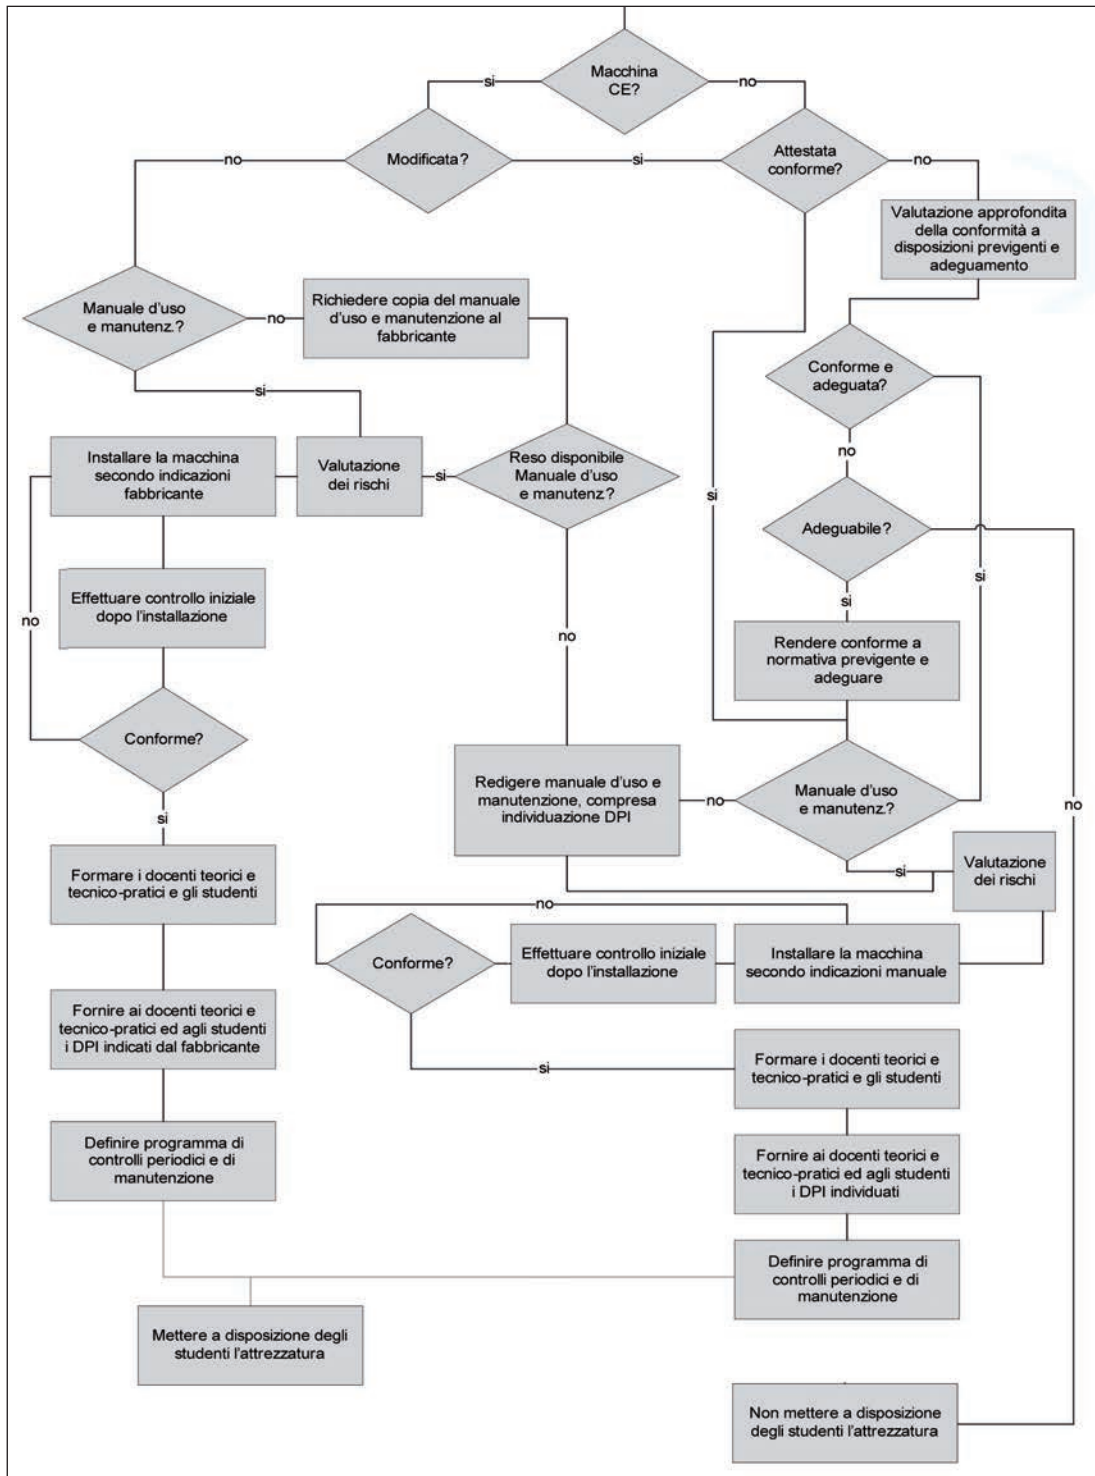 Macchina
CE?
si
no
Modificata?
Attestata
conforme?
no
si
no
Valutazione approfondita
della conformità a
disposizioni previgenti e
adeguamento
Manuale d'uso
e manutenz.?
no
Richiedere copia del manuale
d'uso e manutenzione al
fabbricante
Conforme e
adeguata?
si
no
Installare la macchina
secondo indicazioni
fabbricante
Valutazione
dei rischi
si
Reso disponibile
Manuale d'uso
e manutenz.?
si
Adeguabile?
si
si
Effettuare controllo iniziale
dopo l'installazione
no
no
Rendere conforme a
normativa previgente e
adeguare
Conforme?
Redigere manuale d'uso e
manutenzione, compresa
individuazione DPI
no
Manuale d'uso
e manutenz.?
no
si
si
Valutazione
dei rischi
Formare i docenti teorici e
tecnico-pratici e gli studenti
no
Conforme?
Effettuare controllo iniziale
dopo l'installazione
Installare la macchina
secondo indicazioni manuale
Fornire ai docenti teorici e
tecnico-pratici ed agli studenti
i DPI indicati dal fabbricante
si
Formare i docenti teorici e
tecnico-pratici e gli studenti
Definire programma di
controlli periodici e di
manutenzione
Fornire ai docenti teorici e
tecnico-pratici ed agli studenti
i DPI individuati
Definire programma di
controlli periodici e di
manutenzione
Mettere a disposizione degli
studenti l'attrezzatura
Non mettere a disposizione
degli studenti l'attrezzatura